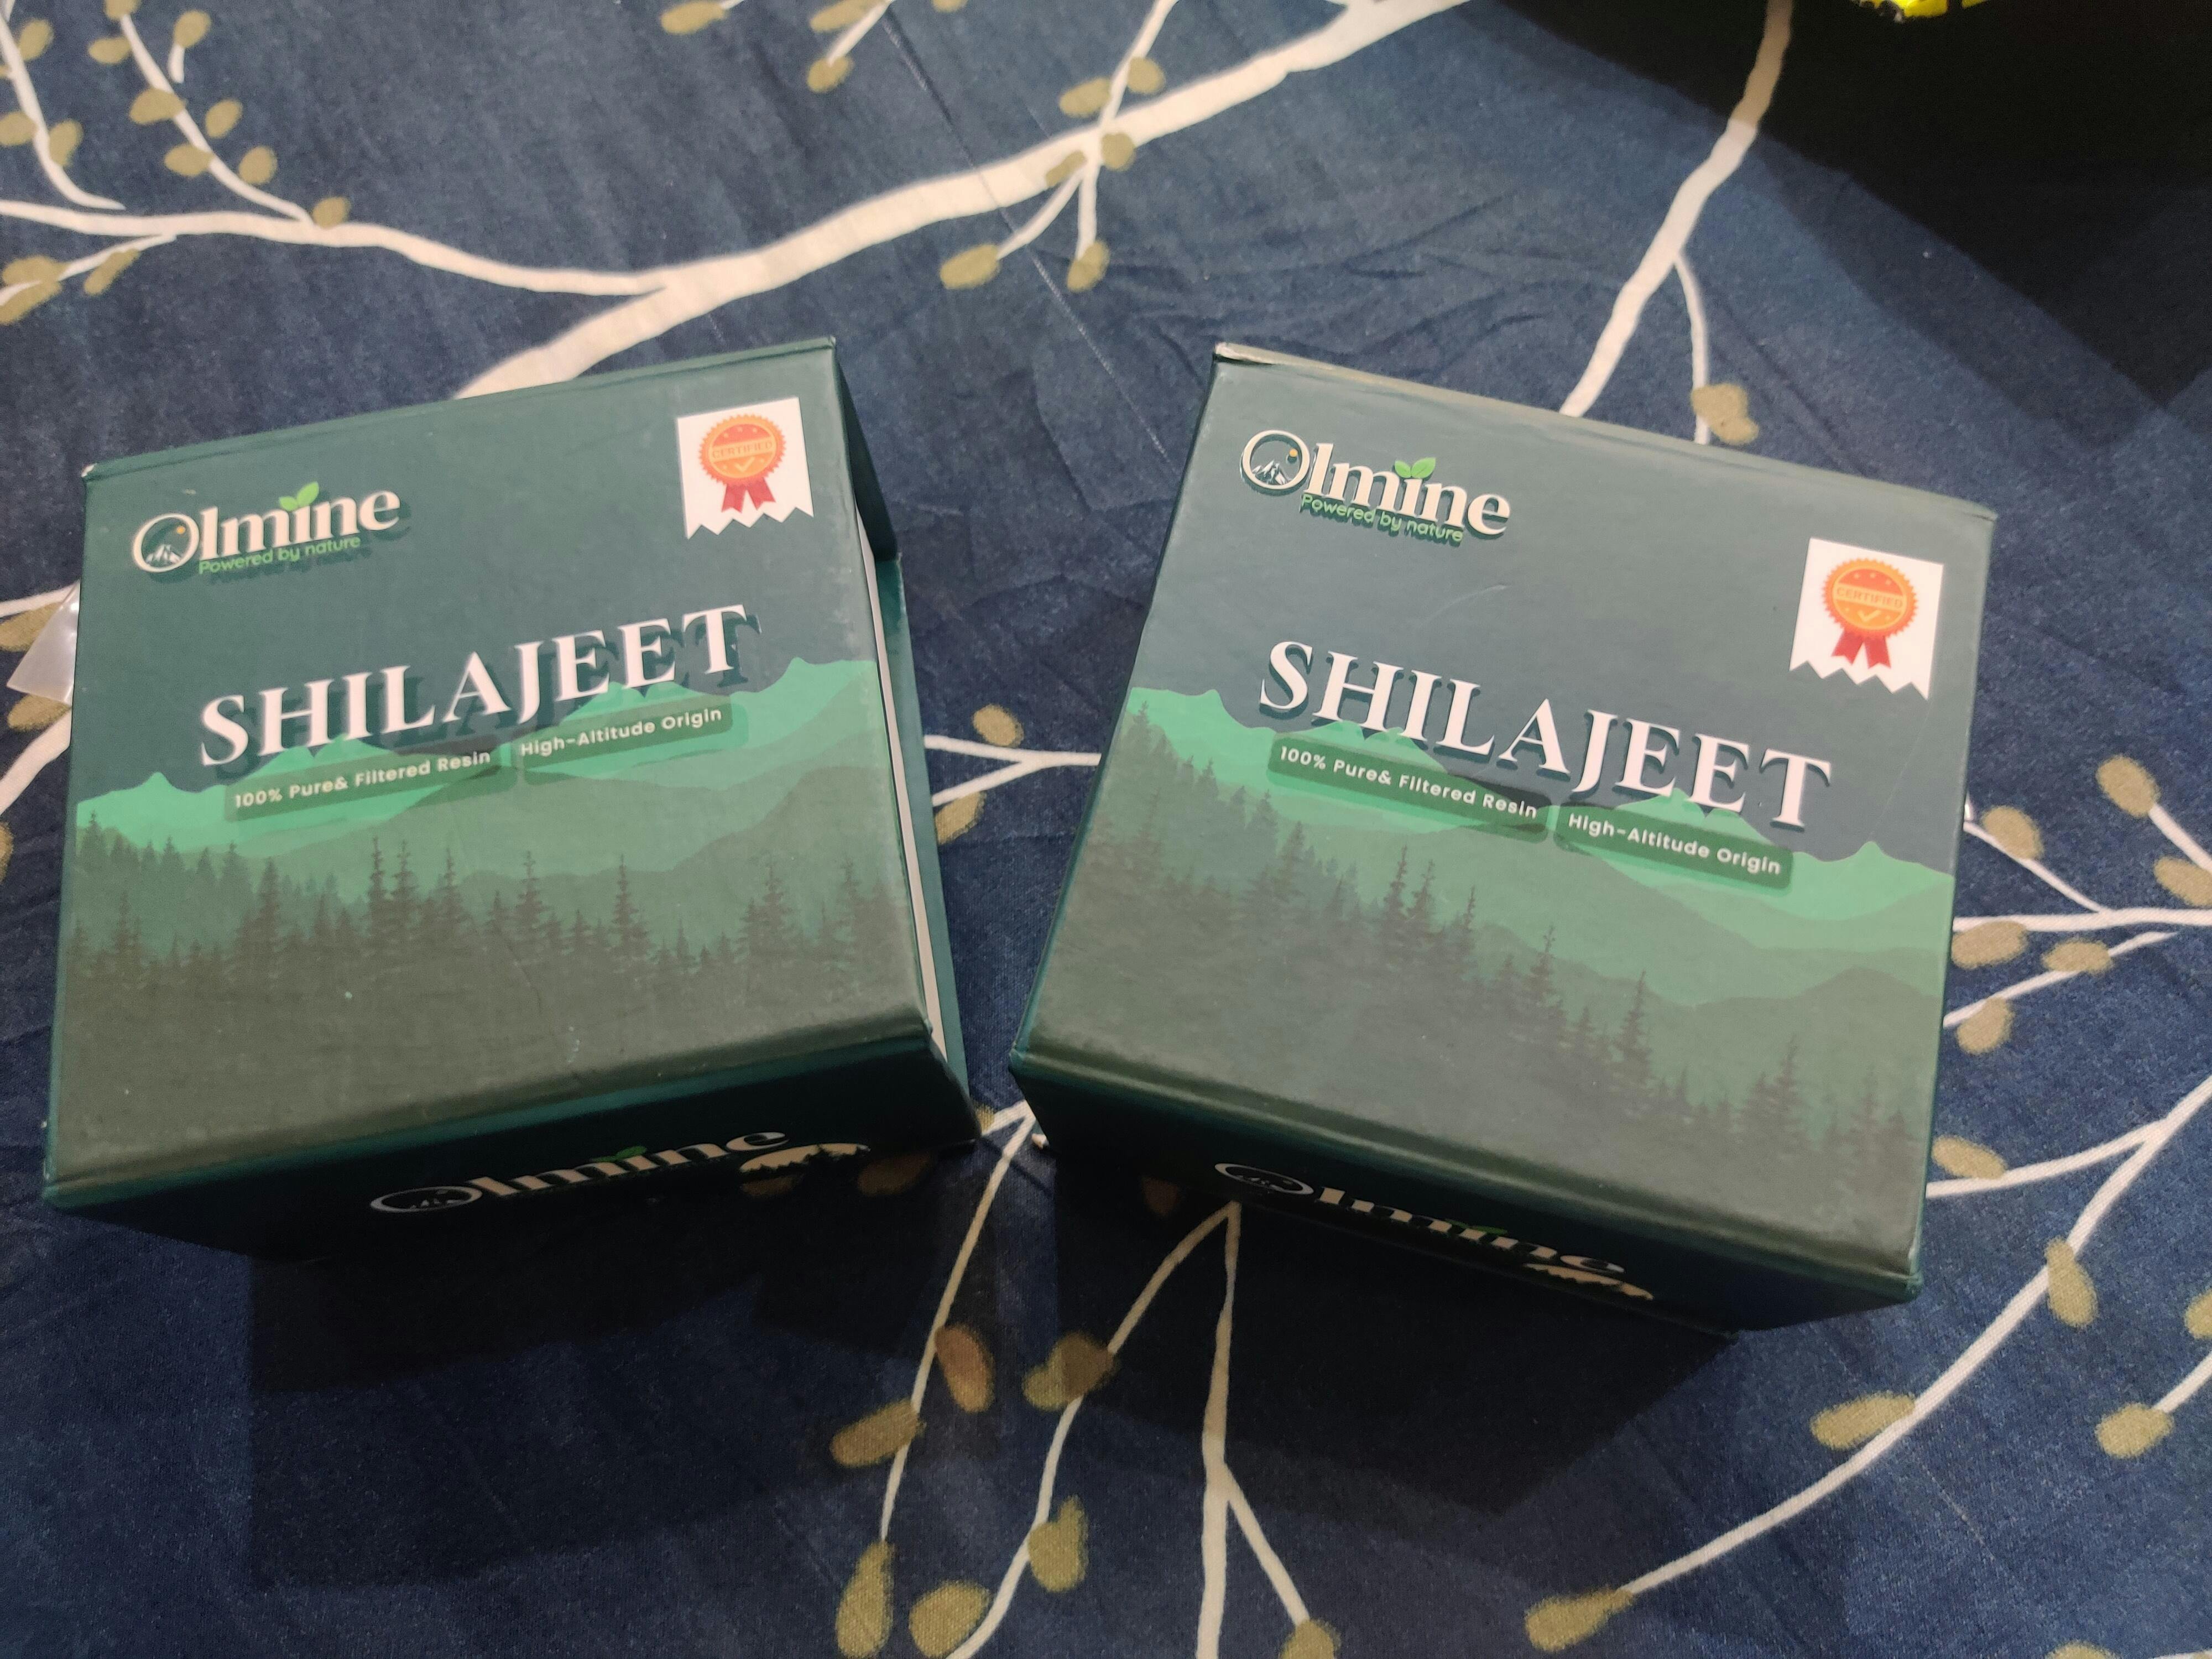 Olmine
Powered by nature
CERTIFIED
SHILAJEET
100% Pure& Filtered Resin
High-Altitude Origin
Olmine
Olmine
Powered by nature
CERTIFIED
SHILAJEET
100% Pure& Filtered Resin
High-Altitude Origin
Olmine